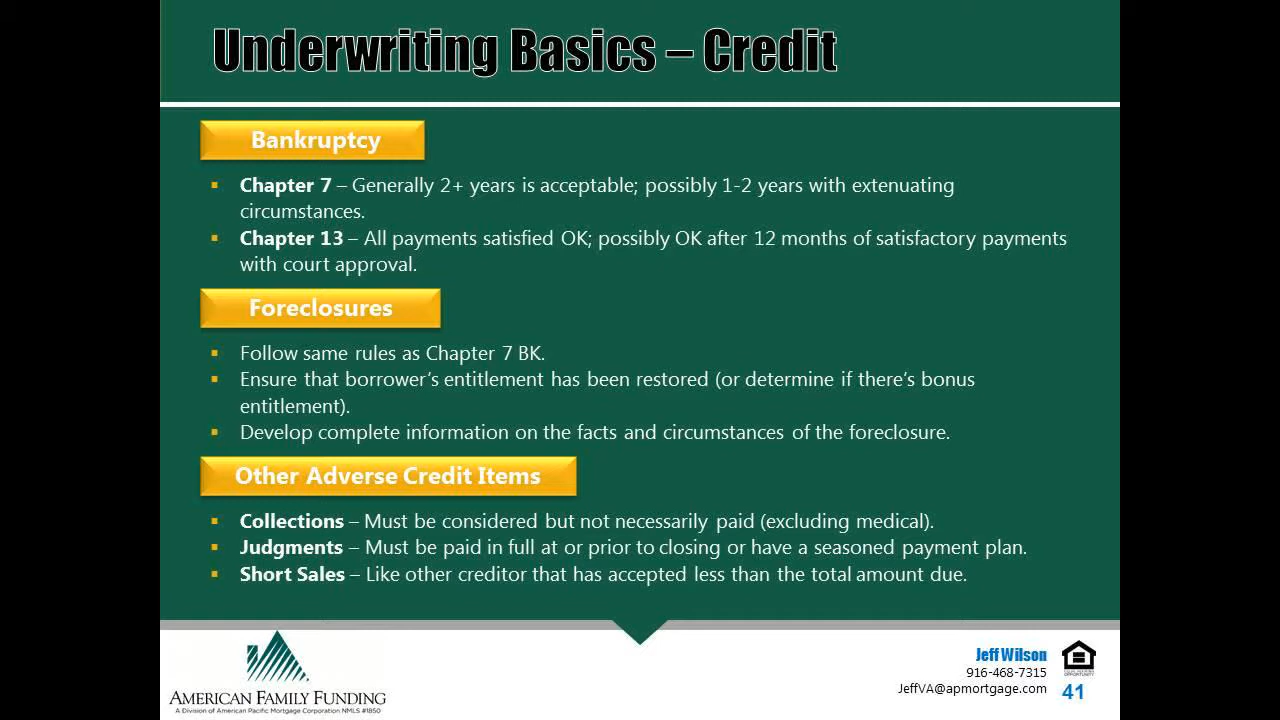 Underwriting Basics – Credit
Bankruptcy
▪ Chapter 7 – Generally 2+ years is acceptable; possibly 1-2 years with extenuating
circumstances.
▪ Chapter 13 – All payments satisfied OK; possibly OK after 12 months of satisfactory payments
with court approval.
Foreclosures
▪ Follow same rules as Chapter 7 BK.
▪ Ensure that borrower’s entitlement has been restored (or determine if there’s bonus
entitlement).
▪ Develop complete information on the facts and circumstances of the foreclosure.
Other Adverse Credit Items
▪ Collections – Must be considered but not necessarily paid (excluding medical).
▪ Judgments – Must be paid in full at or prior to closing or have a seasoned payment plan.
▪ Short Sales – Like other creditor that has accepted less than the total amount due.
AMERICAN FAMILY FUNDING
A Division of American Pacific Mortgage Corporation NMLS #1850
Jeff Wilson
916-468-7315
JeffVA@apmortgage.com
OPPORTUNITY
41